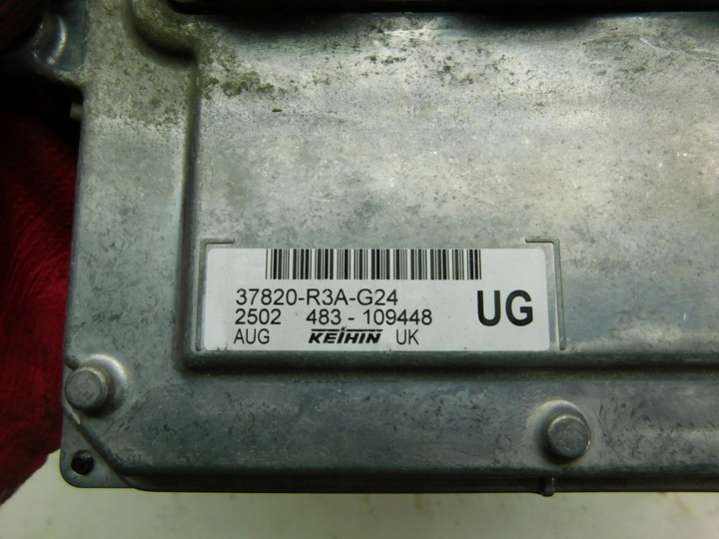 37820-R3A-G24
2502 483-109448 UG
AUG KEIHIN UK